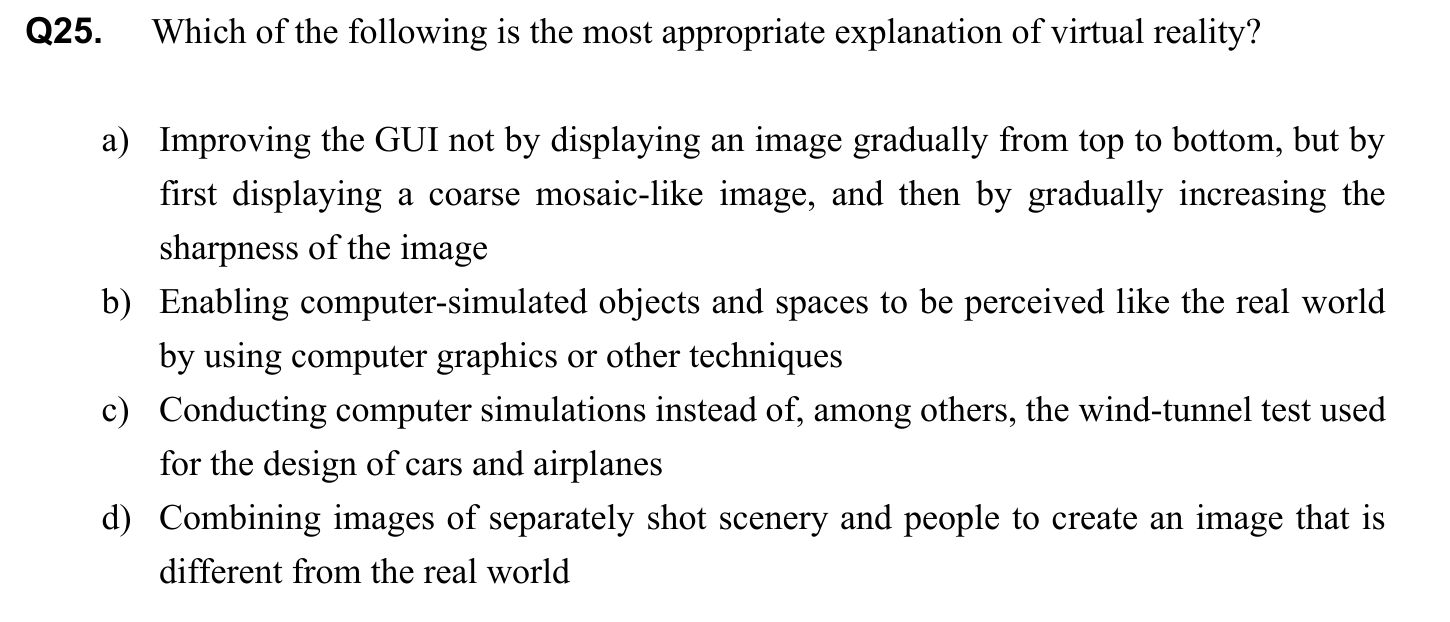 Q25. Which of the following is the most appropriate explanation of virtual reality?
a) Improving the GUI not by displaying an image gradually from top to bottom, but by
first displaying a coarse mosaic-like image, and then by gradually increasing the
sharpness of the image
b) Enabling computer-simulated objects and spaces to be perceived like the real world
by using computer graphics or other techniques
c) Conducting computer simulations instead of, among others, the wind-tunnel test used
for the design of cars and airplanes
d) Combining images of separately shot scenery and people to create an image that is
different from the real world